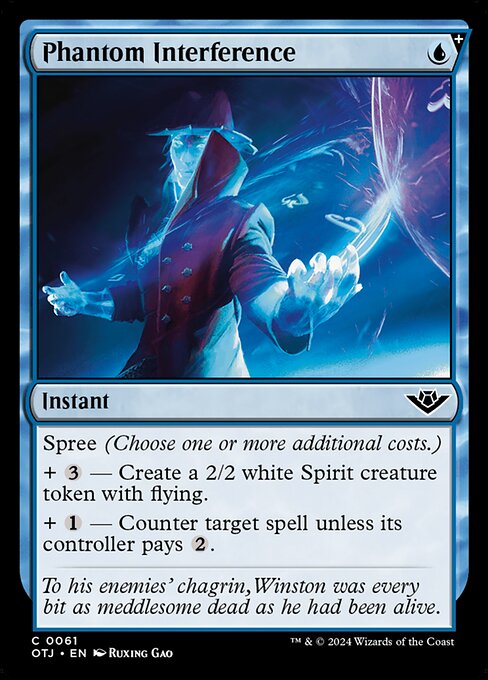 Phantom Interference
Instant
Spree (Choose one or more additional costs.)
+ 3 — Create a 2/2 white Spirit creature
token with flying.
+ 1 — Counter target spell unless its
controller pays 2.
To his enemies' chagrin, Winston was every
bit as meddlesome dead as he had been alive.
C 0061
OTJ • EN Ruxing Gao
™ & © 2024 Wizards of the Coast